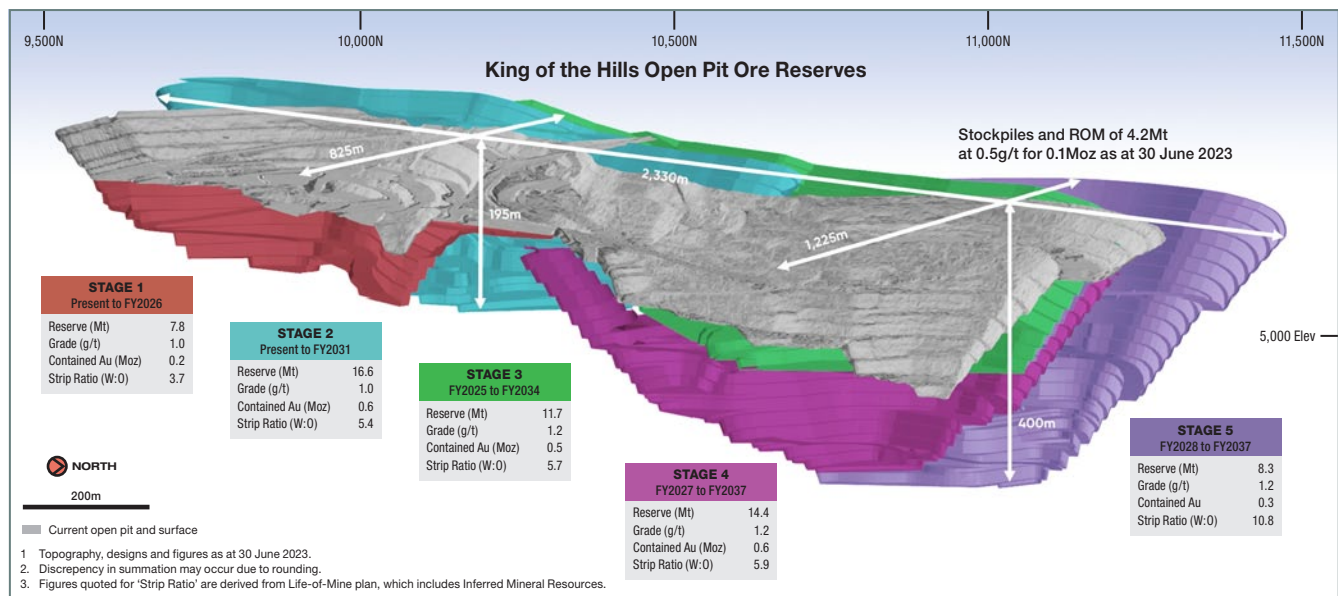 9,500N
10,000N
10,500N
11,000N
11,500N
King of the Hills Open Pit Ore Reserves
Stockpiles and ROM of 4.2Mt
at 0.5g/t for 0.1Moz as at 30 June 2023
825m
2,330m
195m
1,225m
400m
5,000 Elev
STAGE 1
Present to FY2026
Reserve (Mt) 7.8
Grade (g/t) 1.0
Contained Au (Moz) 0.2
Strip Ratio (W:O) 3.7
STAGE 2
Present to FY2031
Reserve (Mt) 16.6
Grade (g/t) 1.0
Contained Au (Moz) 0.6
Strip Ratio (W:O) 5.4
STAGE 3
FY2025 to FY2034
Reserve (Mt) 11.7
Grade (g/t) 1.2
Contained Au (Moz) 0.5
Strip Ratio (W:O) 5.7
STAGE 4
FY2027 to FY2037
Reserve (Mt) 14.4
Grade (g/t) 1.2
Contained Au (Moz) 0.6
Strip Ratio (W:O) 5.9
STAGE 5
FY2028 to FY2037
Reserve (Mt) 8.3
Grade (g/t) 1.2
Contained Au 0.3
Strip Ratio (W:O) 10.8
NORTH
200m
Current open pit and surface
1 Topography, designs and figures as at 30 June 2023.
2. Discrepency in summation may occur due to rounding.
3. Figures quoted for 'Strip Ratio' are derived from Life-of-Mine plan, which includes Inferred Mineral Resources.